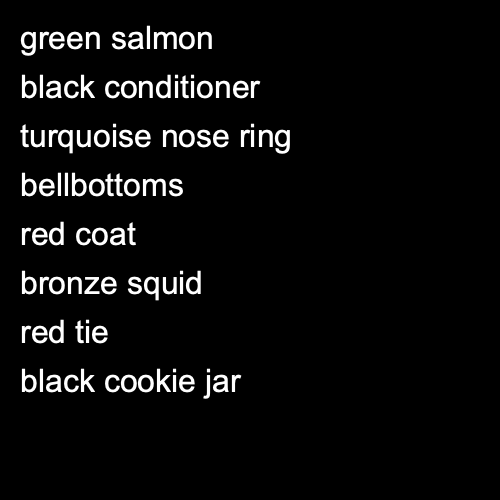 green salmon
black conditioner
turquoise nose ring
bellbottoms
red coat
bronze squid
red tie
black cookie jar